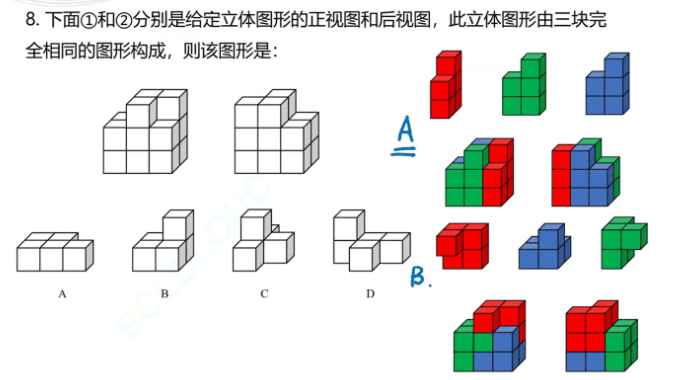 8. 下面①和②分别是给定立体图形的正视图和后视图，此立体图形由三块完
全相同的图形构成，则该图形是：
A
B.
A B C D